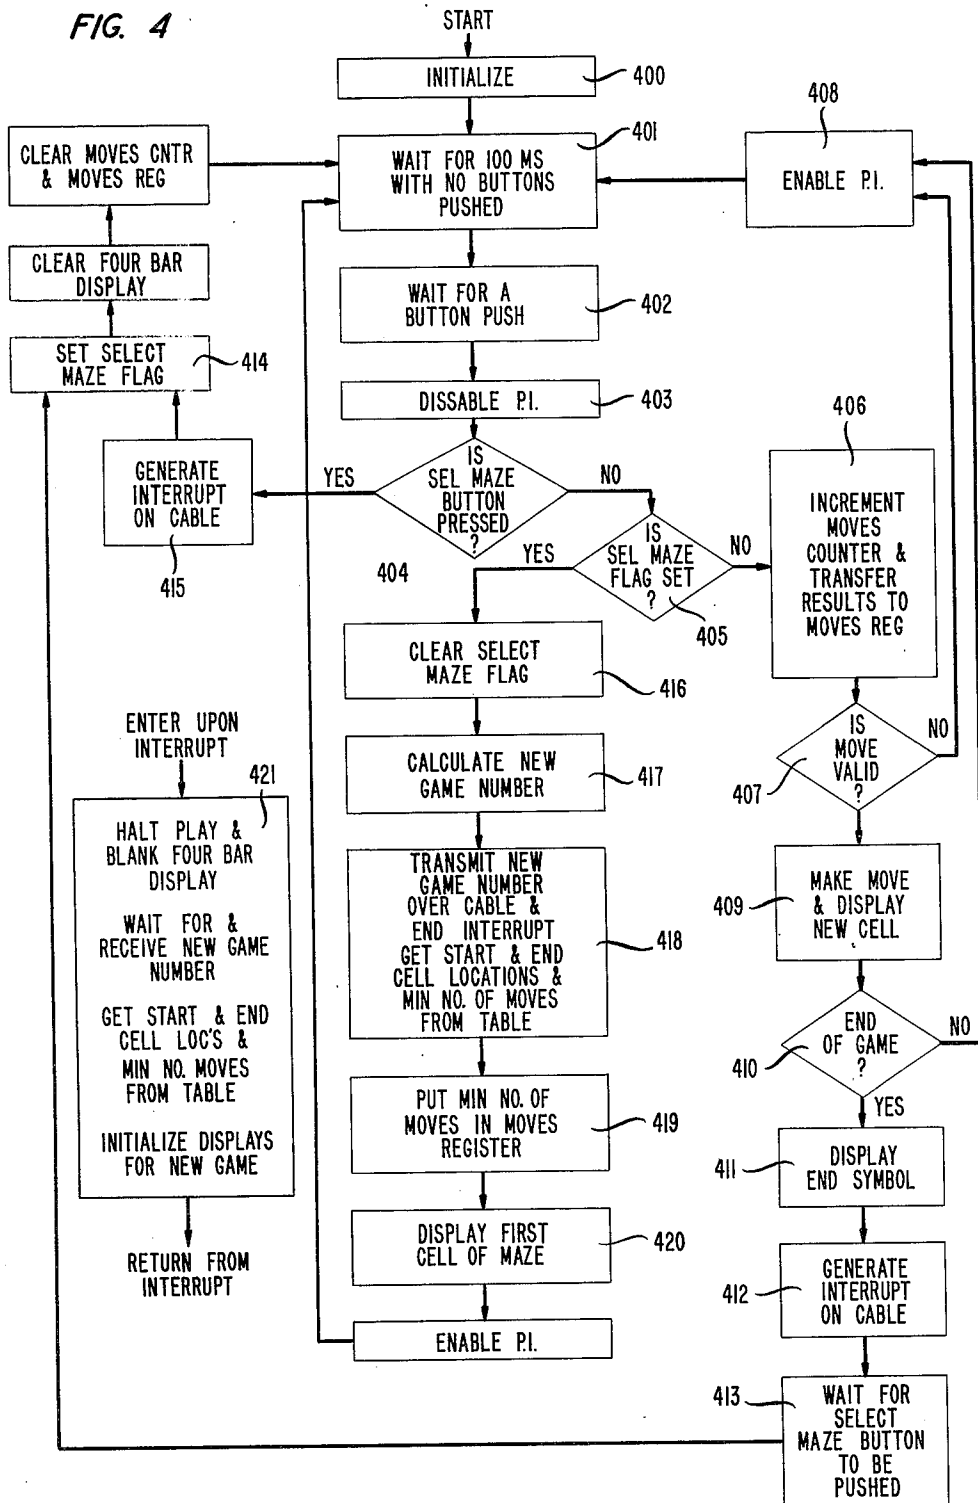 FIG. 4
START
INITIALIZE
400
401
WAIT FOR 100 MS
WITH NO BUTTONS
PUSHED
408
ENABLE P.I.
CLEAR MOVES CNTR
& MOVES REG
CLEAR FOUR BAR
DISPLAY
SET SELECT
MAZE FLAG
414
WAIT FOR A
BUTTON PUSH
402
DISSABLE P.I.
403
IS
SEL MAZE
BUTTON
PRESSED
?
404
YES
NO
GENERATE
INTERRUPT
ON CABLE
415
IS
SEL MAZE
FLAG SET
?
405
YES
NO
406
INCREMENT
MOVES
COUNTER &
TRANSFER
RESULTS TO
MOVES REG
IS
MOVE
VALID
?
407
NO
MAKE MOVE
& DISPLAY
NEW CELL
409
END
OF GAME
?
410
NO
YES
DISPLAY
END SYMBOL
411
GENERATE
INTERRUPT
ON CABLE
412
WAIT FOR
SELECT
MAZE BUTTON
TO BE
PUSHED
413
CLEAR SELECT
MAZE FLAG
416
CALCULATE NEW
GAME NUMBER
417
TRANSMIT NEW
GAME NUMBER
OVER CABLE &
END INTERRUPT
GET START & END
CELL LOCATIONS &
MIN NO. OF MOVES
FROM TABLE
418
PUT MIN NO. OF
MOVES IN MOVES
REGISTER
419
DISPLAY FIRST
CELL OF MAZE
420
ENABLE P.I.
ENTER UPON
INTERRUPT
421
HALT PLAY &
BLANK FOUR BAR
DISPLAY
WAIT FOR &
RECEIVE NEW GAME
NUMBER
GET START & END
CELL LOC'S &
MIN NO. MOVES
FROM TABLE
INITIALIZE DISPLAYS
FOR NEW GAME
RETURN FROM
INTERRUPT